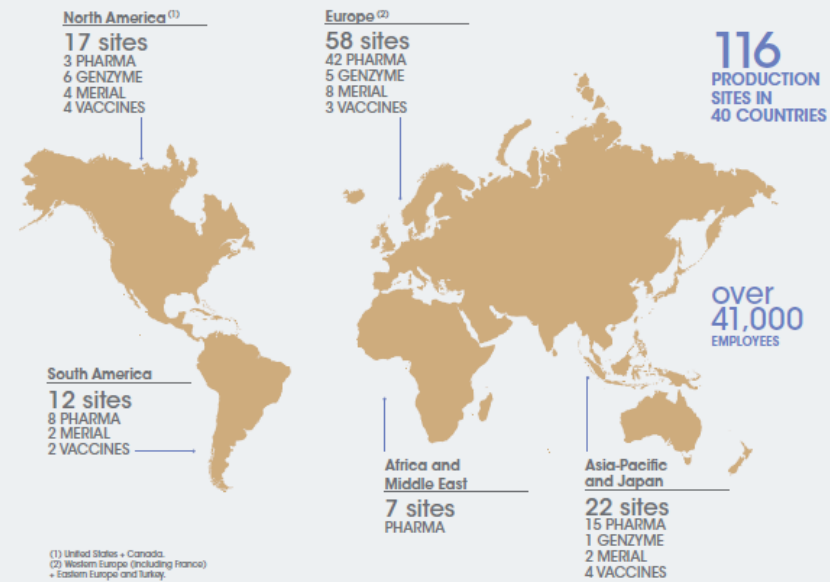 North America (1)
17 sites
3 PHARMA
6 GENZYME
4 MERIAL
4 VACCINES
Europe (2)
58 sites
42 PHARMA
5 GENZYME
8 MERIAL
3 VACCINES
116
PRODUCTION
SITES IN
40 COUNTRIES
over
41,000
EMPLOYEES
South America
12 sites
8 PHARMA
2 MERIAL
2 VACCINES
Africa and
Middle East
7 sites
PHARMA
Asia-Pacific
and Japan
22 sites
15 PHARMA
1 GENZYME
2 MERIAL
4 VACCINES
(1) United States + Canada.
(2) Western Europe (including France)
+ Eastern Europe and Turkey.